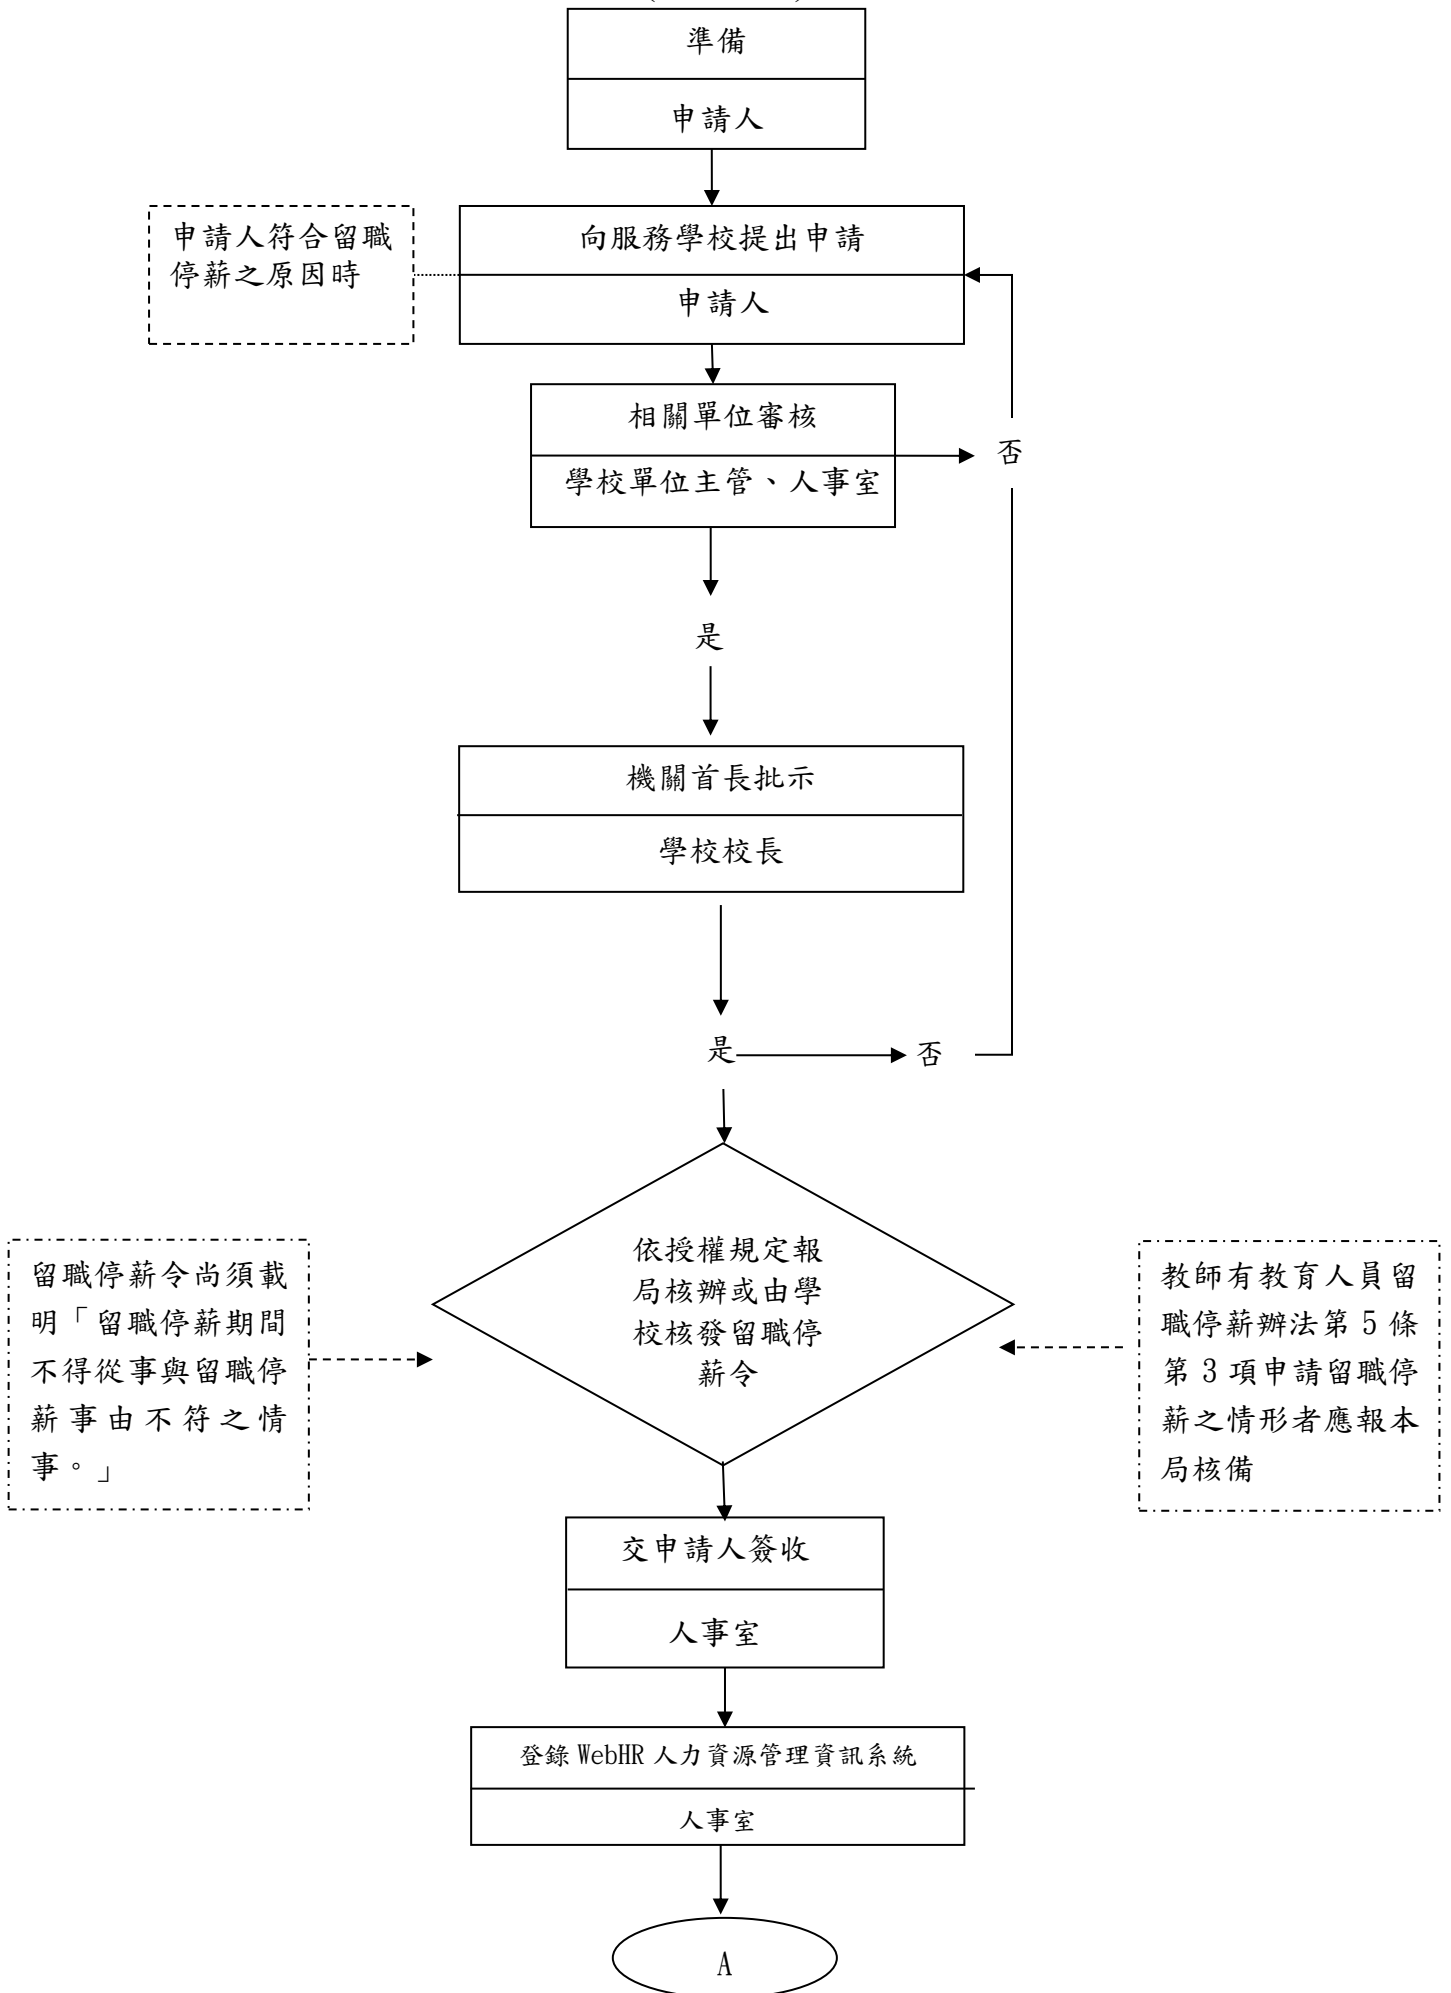 準備
申請人
申請人符合留職
停薪之原因時
向服務學校提出申請
申請人
相關單位審核
學校單位主管、人事室
否
是
機關首長批示
學校校長
是
否
依授權規定報
局核辦或由學
校核發留職停
薪令
留職停薪令尚須載
明「留職停薪期間
不得從事與留職停
薪事由不符之情
事。」
教師有教育人員留
職停薪辦法第 5 條
第 3 項申請留職停
薪之情形者應報本
局核備
交申請人簽收
人事室
登錄 WebHR 人力資源管理資訊系統
人事室
A